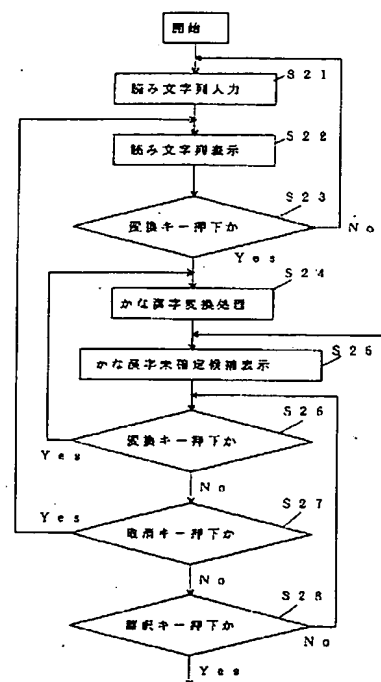 開始
S21
読み文字列入力
S22
読み文字列表示
S23
変換キー押下か
No
Yes
S24
かな漢字変換処理
S25
かな漢字未確定候補表示
S26
変換キー押下か
Yes
No
S27
Yes
取消キー押下か
No
S28
翻訳キー押下か
No
Yes